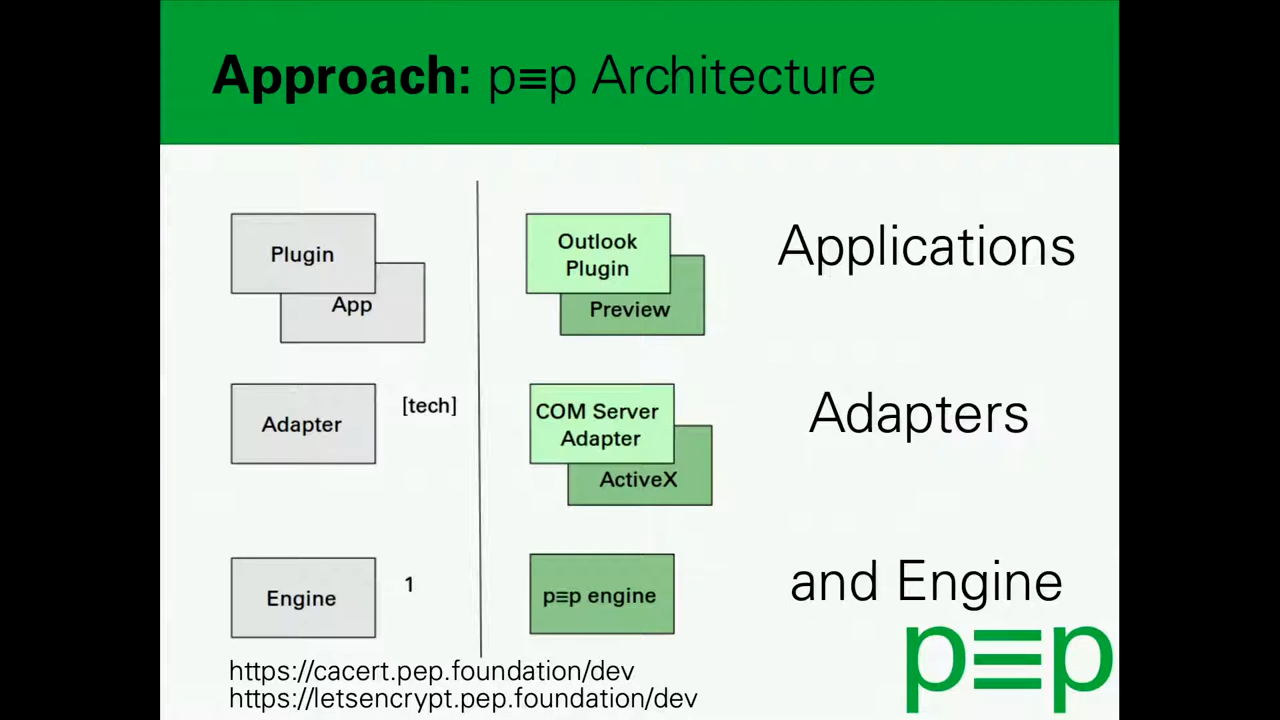 Approach: p≡p Architecture
Plugin
App
Outlook
Plugin
Preview
Applications
Adapter
[tech]
COM Server
Adapter
ActiveX
Adapters
Engine
1
p≡p engine
and Engine
https://cacert.pep.foundation/dev
https://letsencrypt.pep.foundation/dev
p≡p